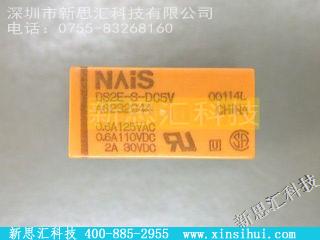 深圳市新思汇科技有限公司
电话：0755-83268160
NAiS
DS2E-S-DC5V 00114L
AG232944 CHINA
0.6A125VAC
0.6A110VDC
2A 30VDC
新思汇科技
新思汇科技 400-885-2955 www.xinsihui.com